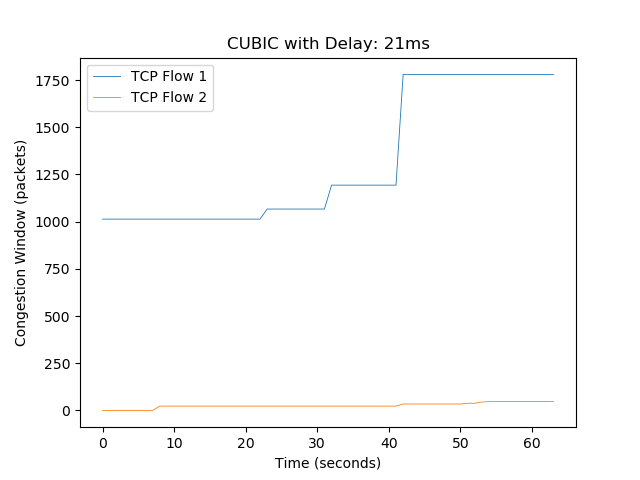 CUBIC with Delay: 21ms
TCP Flow 1
TCP Flow 2
1750
1500
1250
1000
750
500
250
0
Congestion Window (packets)
0 10 20 30 40 50 60
Time (seconds)